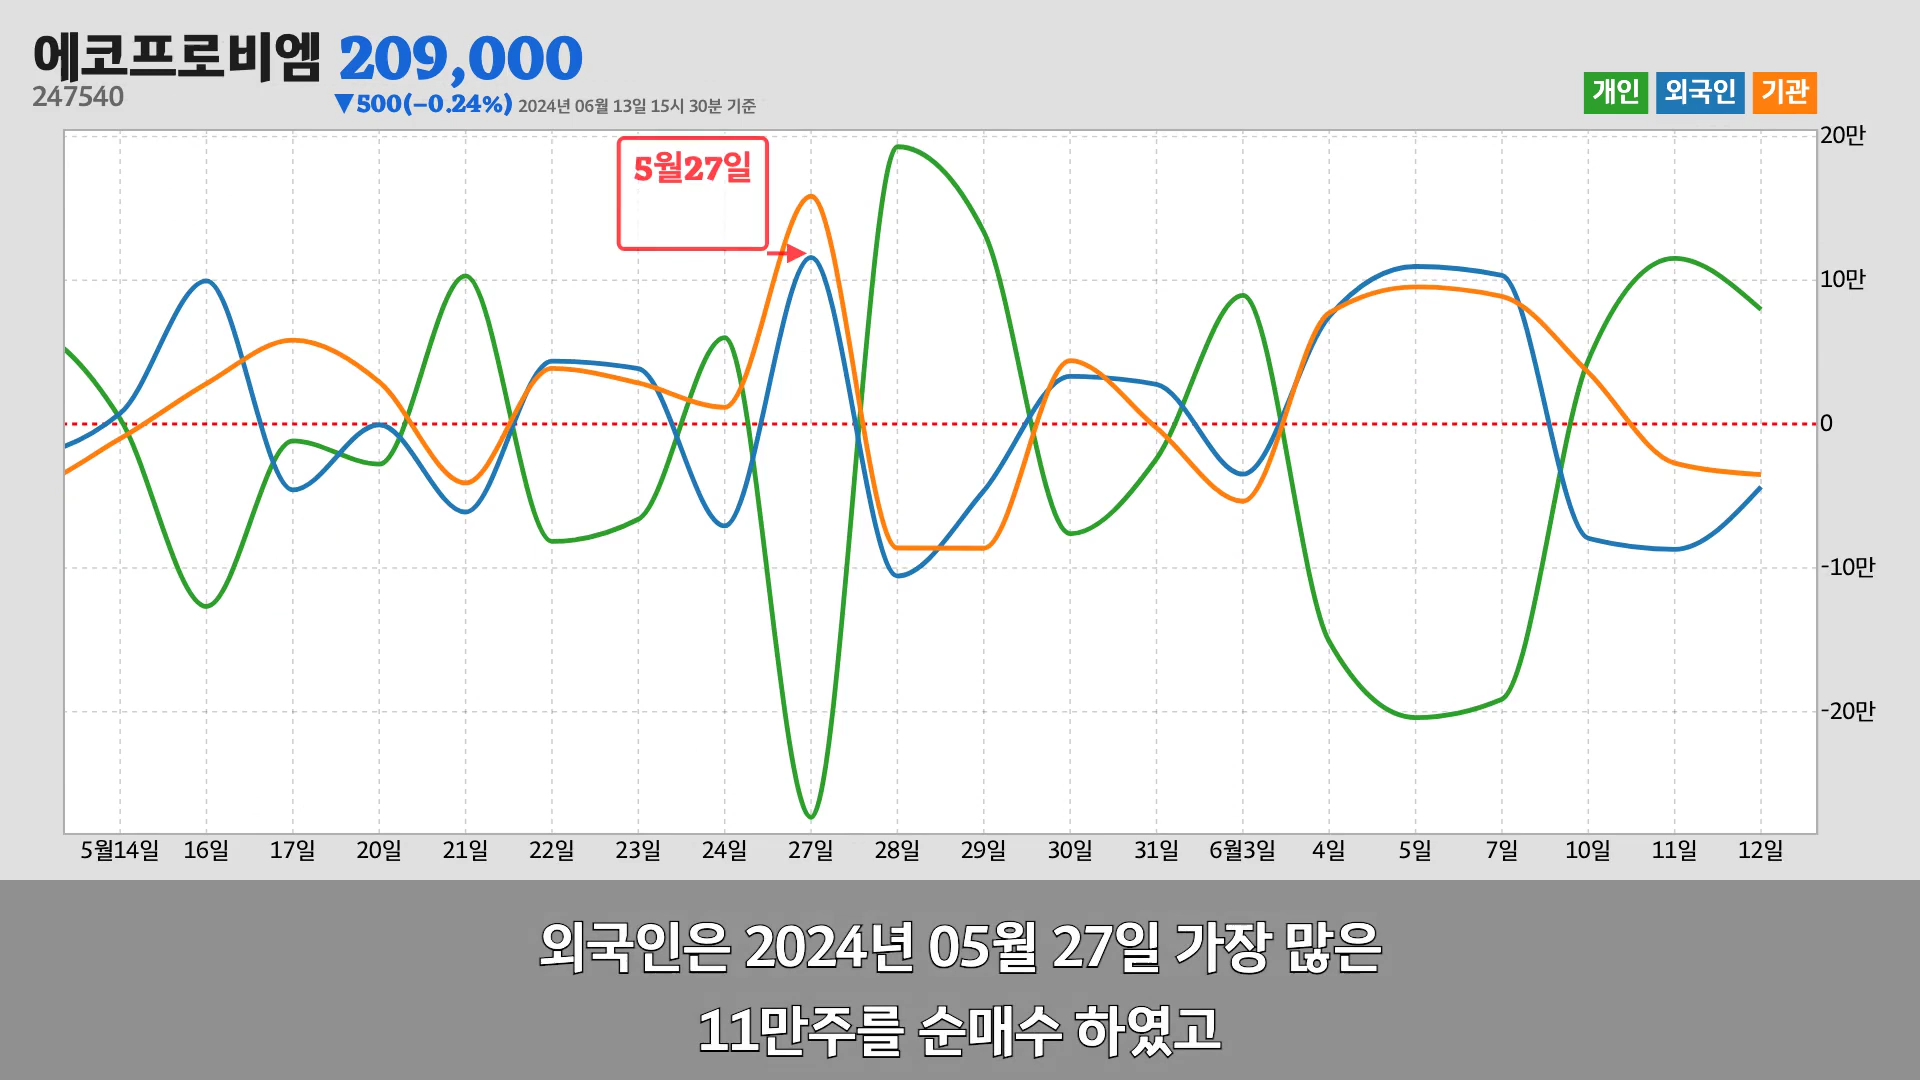 에코프로비엠 209,000
247540
▼500(−0.24%) 2024년 06월 13일 15시 30분 기준
개인 외국인 기관
5월27일
20만
10만
0
-10만
-20만
5월14일 16일 17일 20일 21일 22일 23일 24일 27일 28일 29일 30일 31일 6월3일 4일 5일 7일 10일 11일 12일
외국인은 2024년 05월 27일 가장 많은
11만주를 순매수 하였고